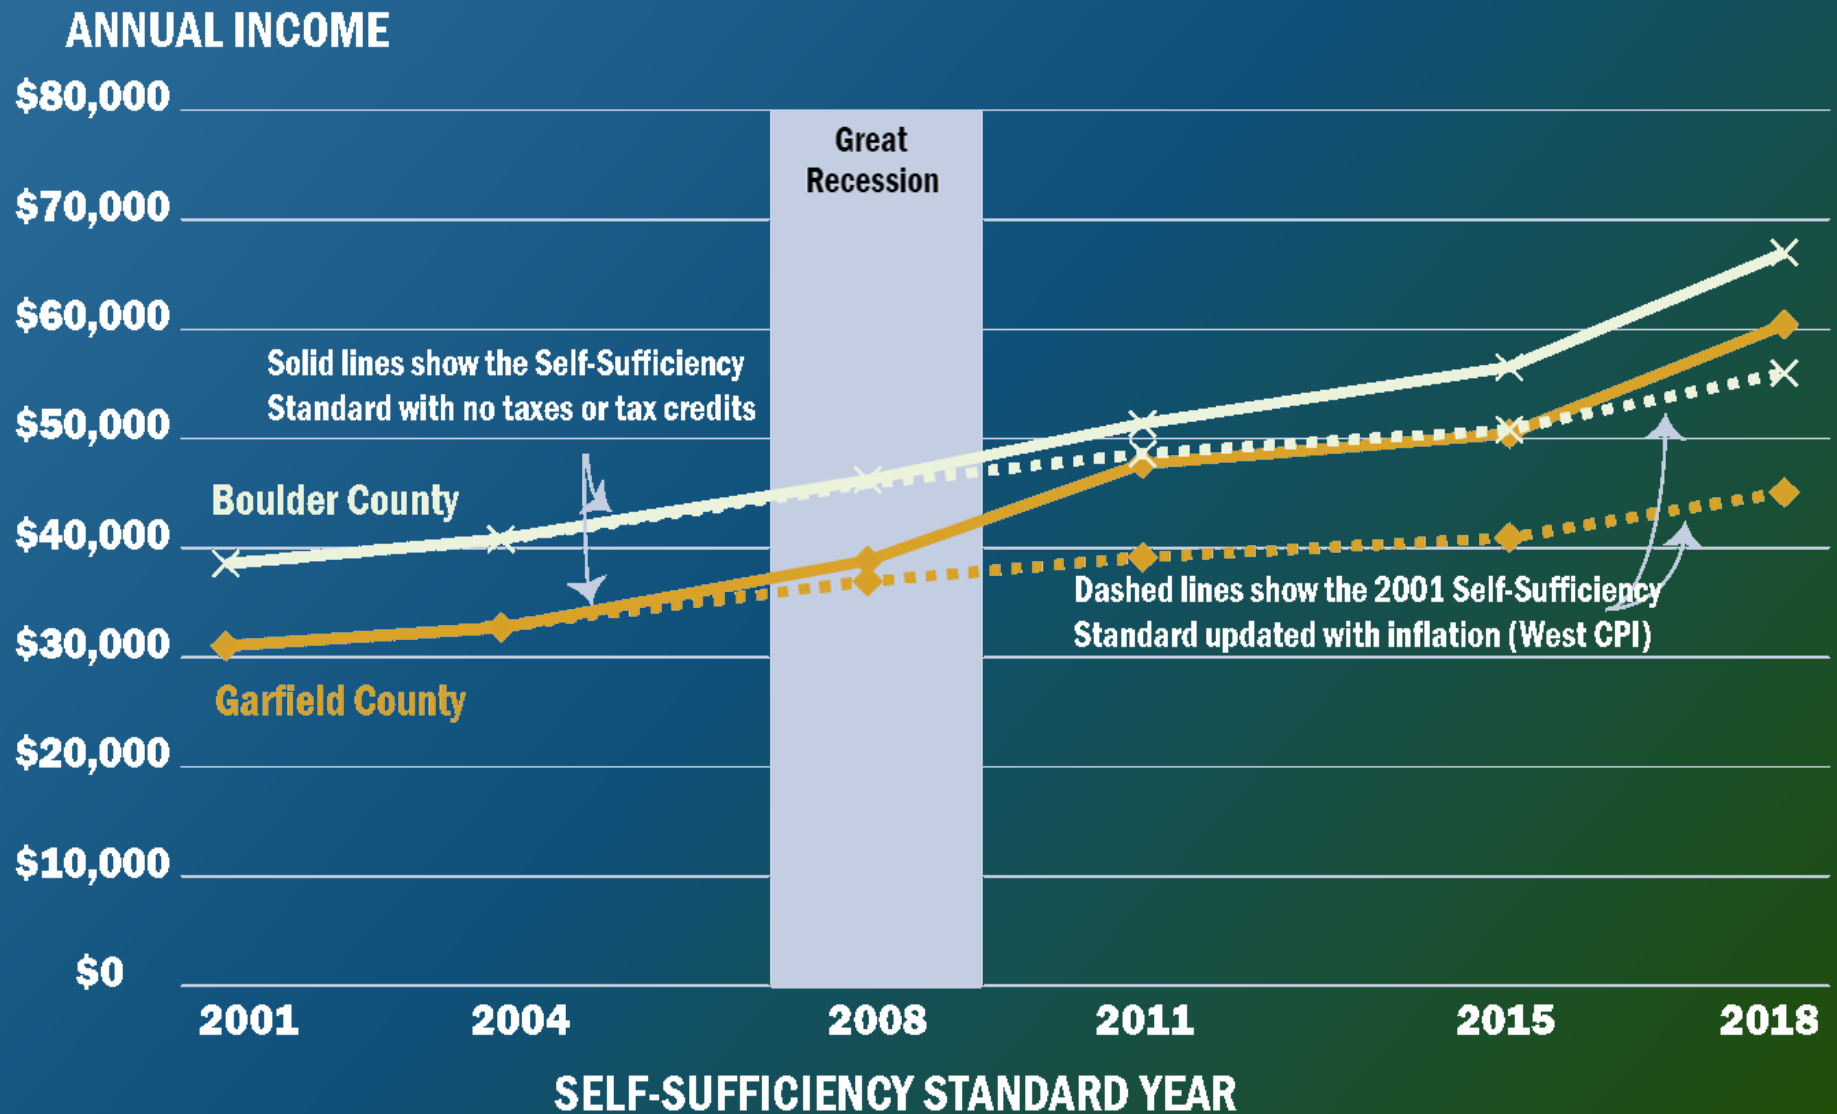 ANNUAL INCOME
$80,000
$70,000
$60,000
$50,000
$40,000
$30,000
$20,000
$10,000
$0
Great
Recession
Solid lines show the Self-Sufficiency
Standard with no taxes or tax credits
Boulder County
Garfield County
Dashed lines show the 2001 Self-Sufficiency
Standard updated with inflation (West CPI)
2001 2004 2008 2011 2015 2018
SELF-SUFFICIENCY STANDARD YEAR